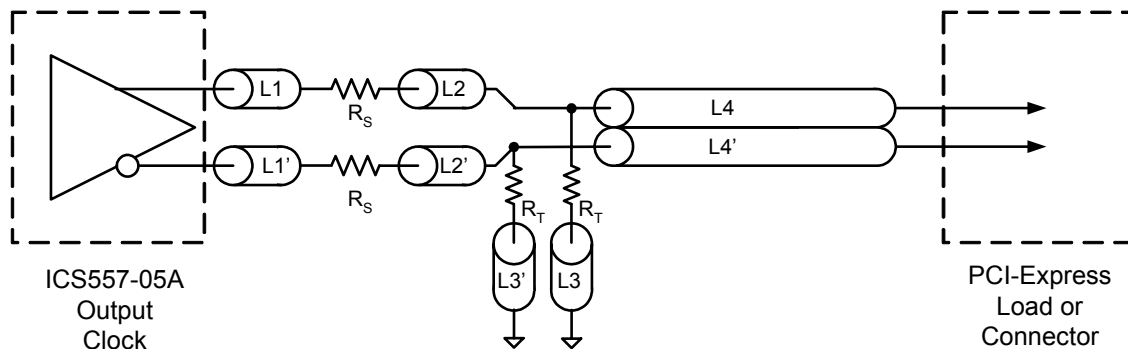 L1
RS
L2
L4
L1’
RS
L2’
L4’
RT
RT
L3’
L3
ICS557-05A
Output
Clock
PCI-Express
Load or
Connector